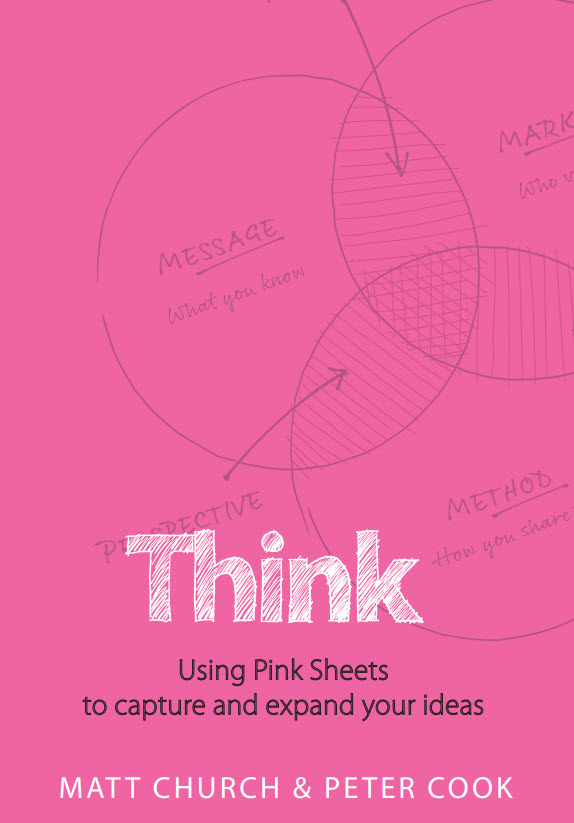 MARK
Who
MESSAGE
What you know
METHOD
How you share
PERSPECTIVE
Think
Using Pink Sheets
to capture and expand your ideas
MATT CHURCH & PETER COOK